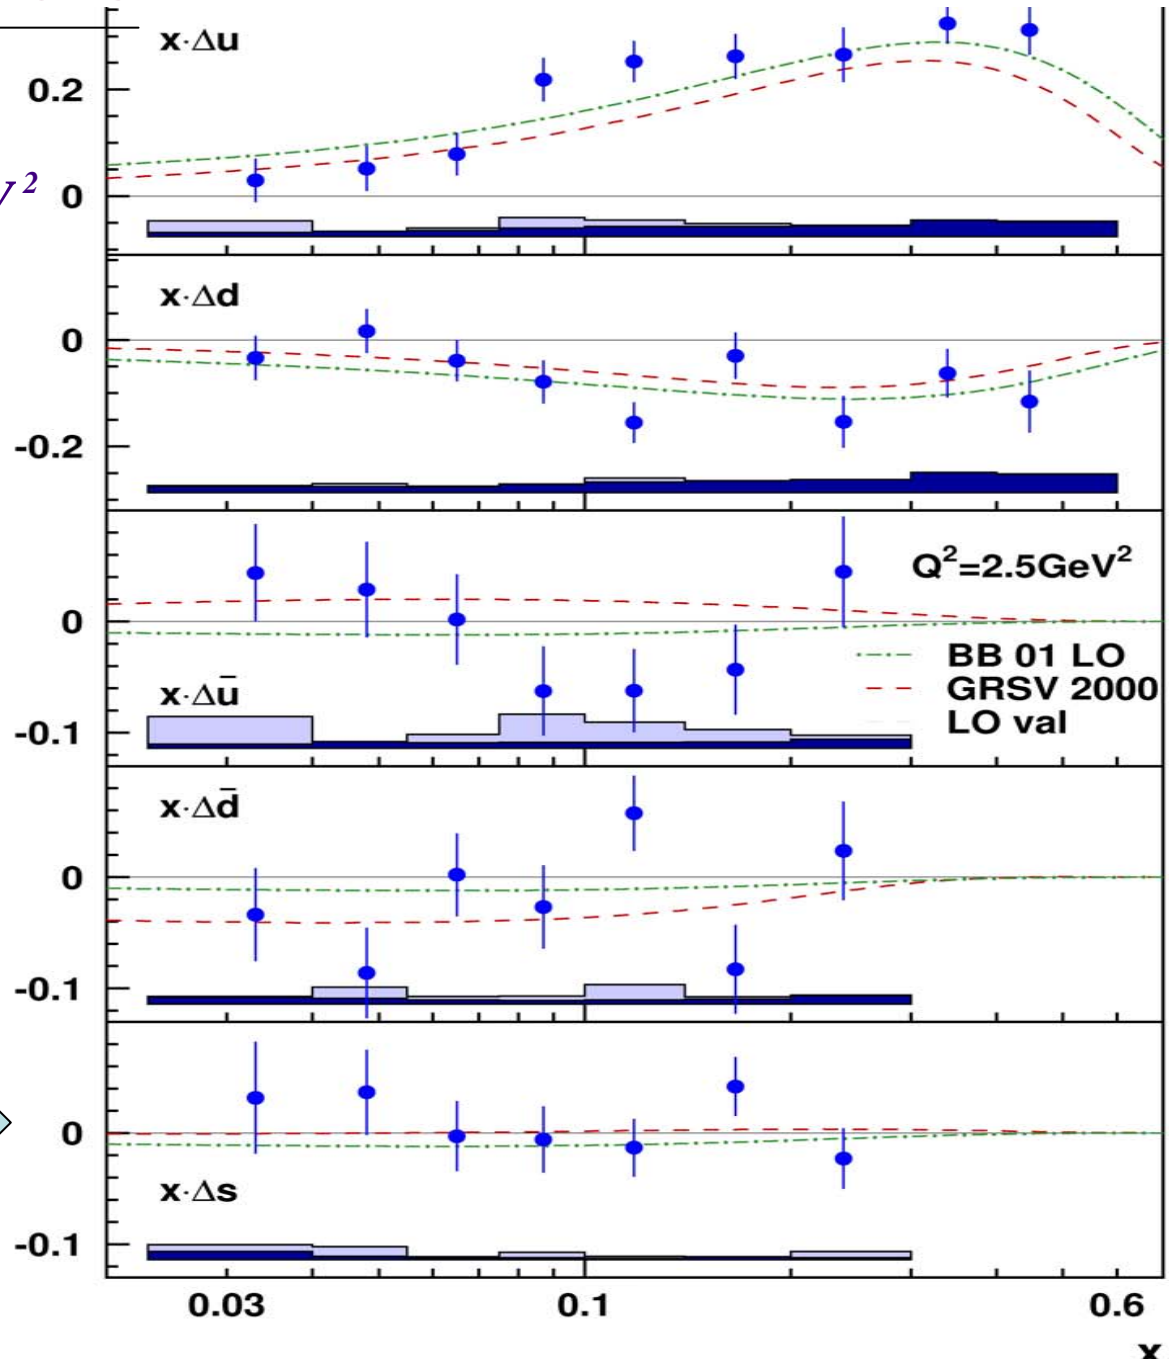 x·Δu
0.2
V²
0
x·Δd
0
-0.2
Q²=2.5GeV²
0
BB 01 LO
x·Δū
GRSV 2000
-0.1
LO val
x·Δd̄
0
-0.1
0
x·Δs
-0.1
0.03 0.1 0.6
x